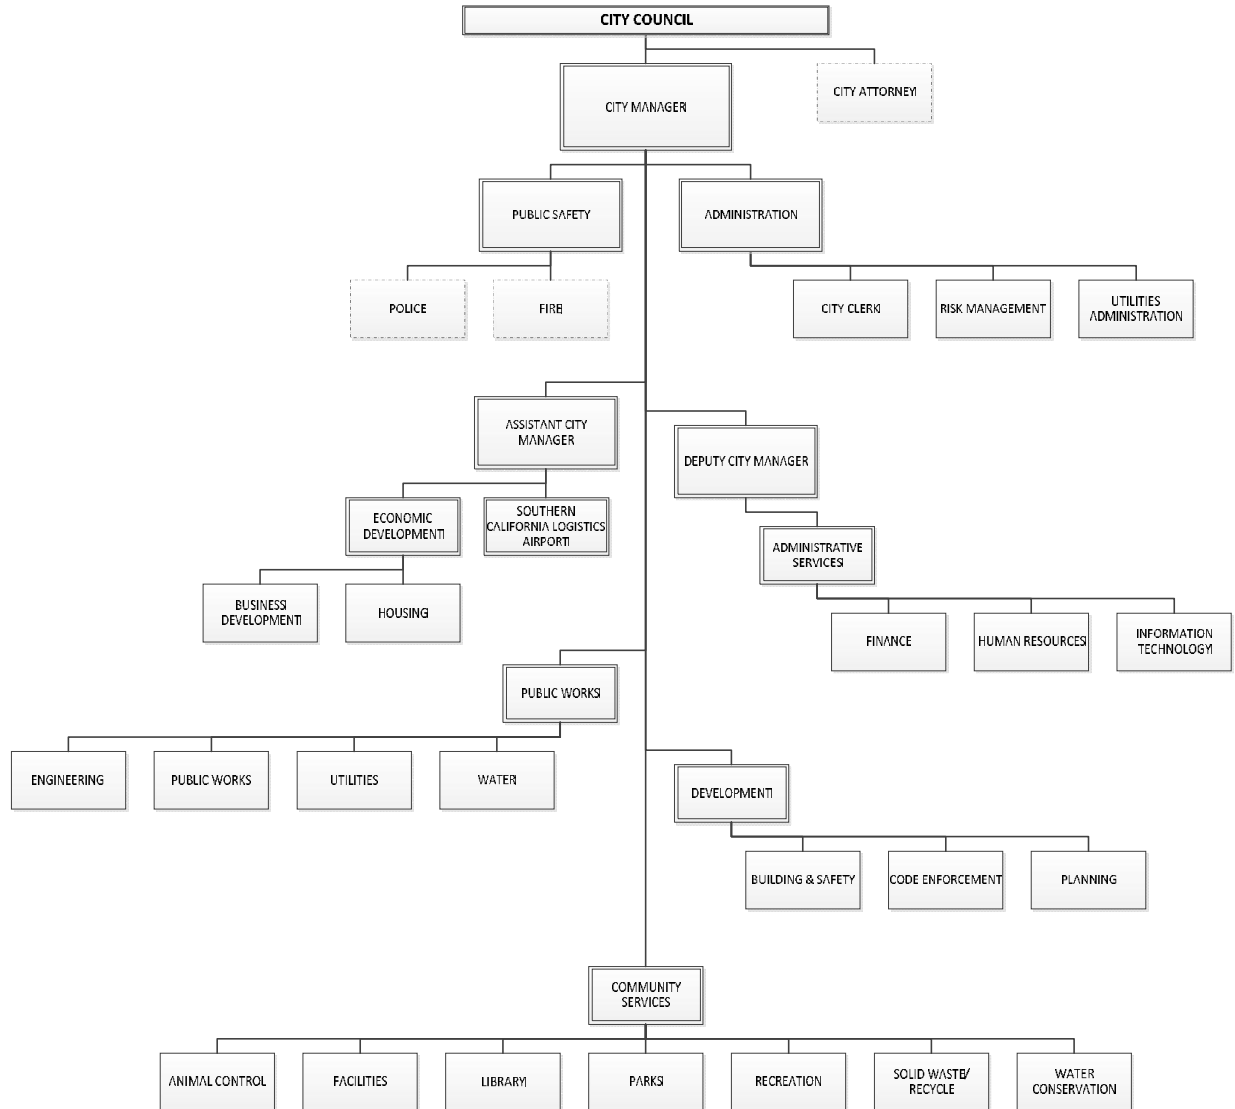 CITY COUNCIL
CITY MANAGER
CITY ATTORNEY
PUBLIC SAFETY
ADMINISTRATION
POLICE
FIRE
CITY CLERK
RISK MANAGEMENT
UTILITIES
ADMINISTRATION
ASSISTANT CITY
MANAGER
DEPUTY CITY MANAGER
ECONOMIC
DEVELOPMENT
SOUTHERN
CALIFORNIA LOGISTICS
AIRPORT
ADMINISTRATIVE
SERVICES
BUSINESS
DEVELOPMENT
HOUSING
FINANCE
HUMAN RESOURCES
INFORMATION
TECHNOLOGY
PUBLIC WORKS
ENGINEERING
PUBLIC WORKS
UTILITIES
WATER
DEVELOPMENT
BUILDING & SAFETY
CODE ENFORCEMENT
PLANNING
COMMUNITY
SERVICES
ANIMAL CONTROL
FACILITIES
LIBRARY
PARKS
RECREATION
SOLID WASTE/
RECYCLE
WATER
CONSERVATION